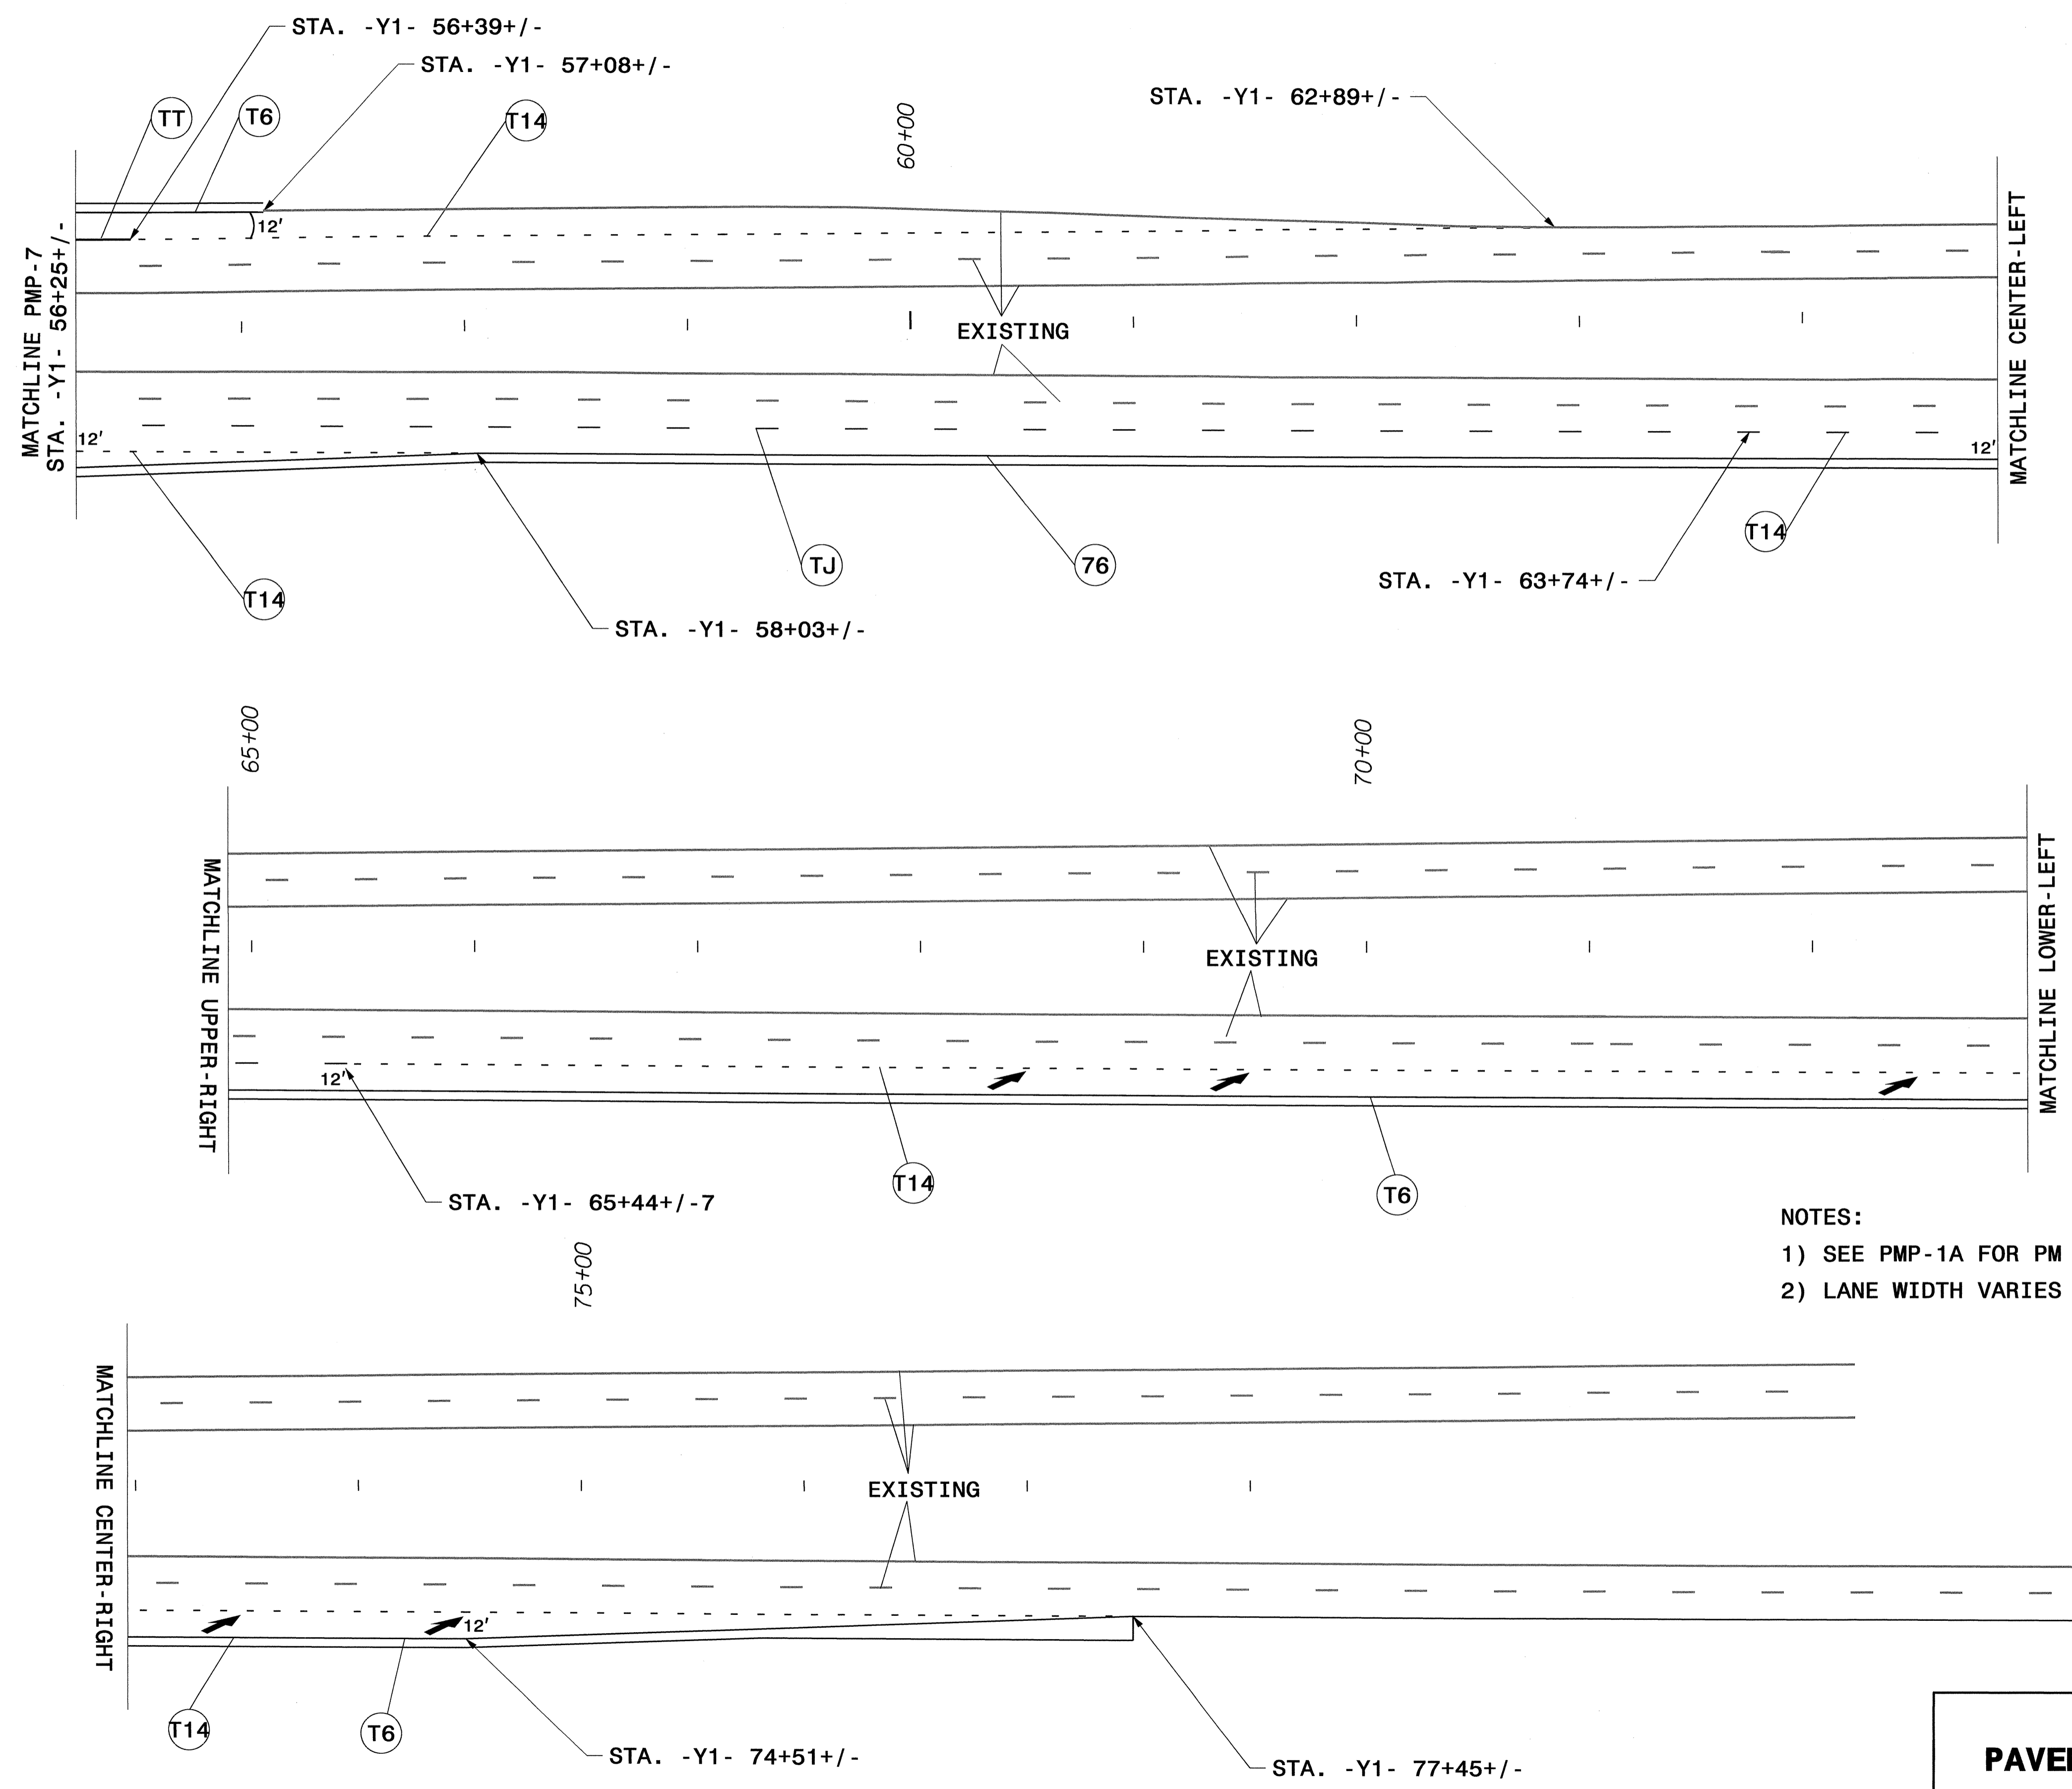 STA. -Y1- 56+39+/-
STA. -Y1- 57+08+/-
STA. -Y1- 62+89+/-
TT
T6
T14
60+00
12'
MATCHLINE PMP-7
STA. -Y1- 56+25+/-
MATCHLINE CENTER-LEFT
EXISTING
12'
12'
T14
TJ
76
T14
STA. -Y1- 63+74+/-
STA. -Y1- 58+03+/-
65+00
70+00
MATCHLINE UPPER-RIGHT
MATCHLINE LOWER-LEFT
EXISTING
12'
T14
T6
STA. -Y1- 65+44+/-7
NOTES:
1) SEE PMP-1A FOR PM
2) LANE WIDTH VARIES
75+00
MATCHLINE CENTER-RIGHT
EXISTING
12'
T14
T6
STA. -Y1- 74+51+/-
STA. -Y1- 77+45+/-